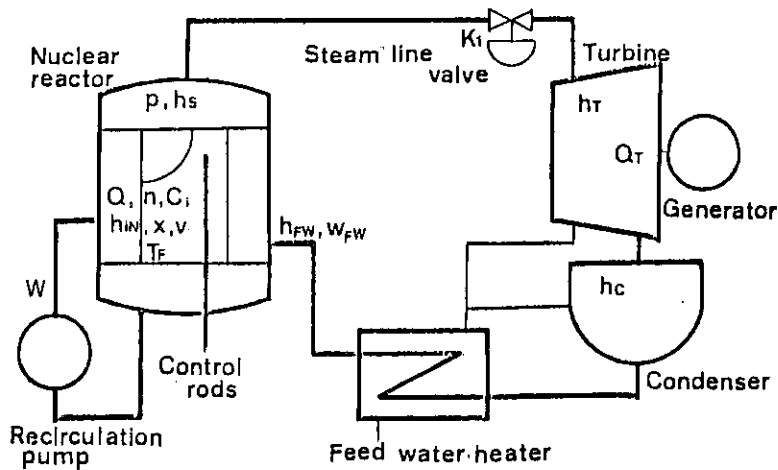 Nuclear
reactor
p, hs
Q, n, Ci
hIN, x, v
TF
W
Recirculation
pump
Control
rods
hFW, wFW
Steam line
valve
K1
Turbine
hT
QT
Generator
hc
Condenser
Feed water heater